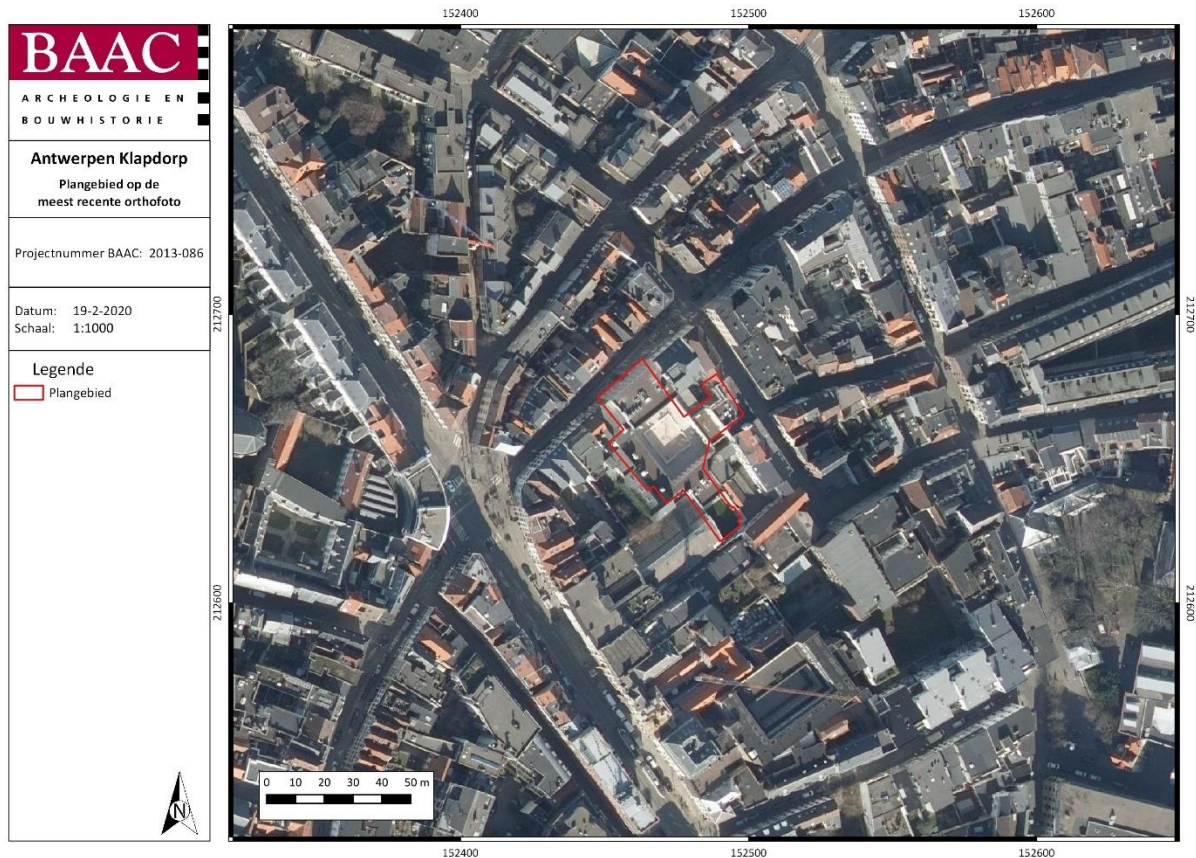 BAAC
ARCHEOLOGIE EN
BOUWHISTORIE
Antwerpen Klapdorp
Plangebied op de
meest recente orthofoto
Projectnummer BAAC: 2013-086
Datum: 19-2-2020
Schaal: 1:1000
Legende
Plangebied
152400 152500 152600
212700
212700
212600
212600
0 10 20 30 40 50 m
N
152400 152500 152600